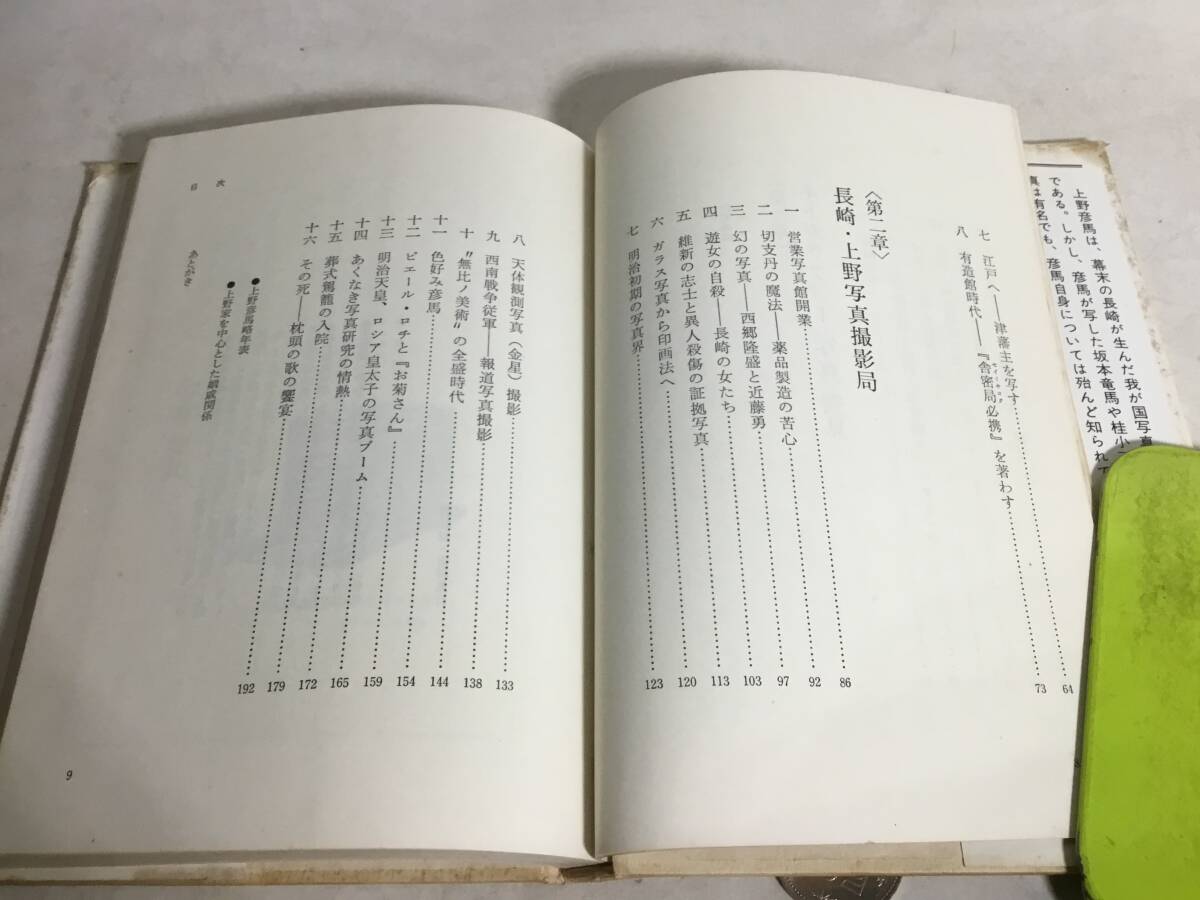 上野彦馬は、幕末の長崎が生んだ我が国写真
である。しかし、彦馬が写した坂本竜馬や桂小
真は有名でも、彦馬自身については殆んど知られて
七 江戸へ——津藩主を写す……64
八 有造館時代——『舎密局必携』を著わす……73
〈第二章〉
長崎・上野写真撮影局
一 営業写真館開業……86
二 切支丹の魔法——薬品製造の苦心……92
三 幻の写真——西郷隆盛と近藤勇……97
四 遊女の自殺——長崎の女たち……103
五 維新の志士と異人殺傷の証拠写真……113
六 ガラス写真から印画法へ……120
七 明治初期の写真界……123
八 天体観測写真（金星）撮影……133
九 西南戦争従軍——報道写真撮影……138
十 〝無比ノ美術〟の全盛時代……144
十一 色好み彦馬……154
十二 ピエール・ロチと『お菊さん』……159
十三 明治天皇、ロシア皇太子の写真ブーム……165
十四 あくなき写真研究の情熱……172
十五 葬式駕籠の入院……179
十六 その死——枕頭の歌の饗宴……192
●上野彦馬略年表
●上野家を中心とした姻戚関係
あとがき
目次
9